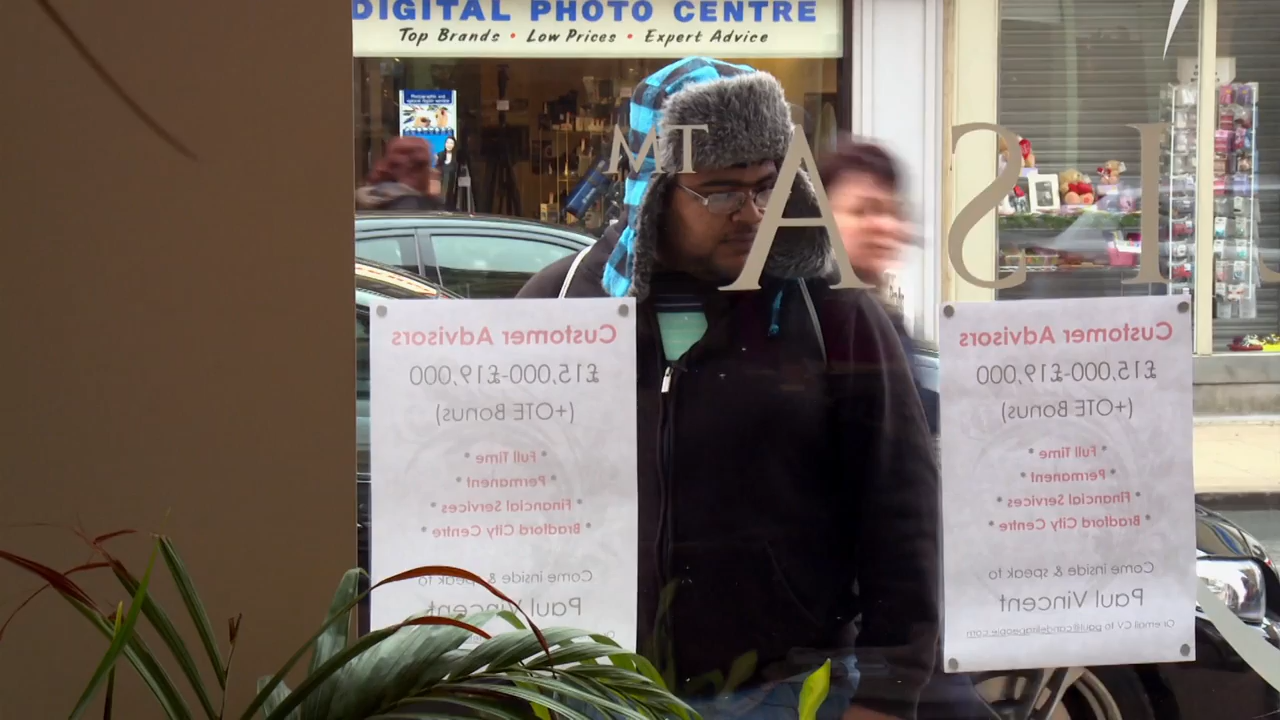 DIGITAL PHOTO CENTRE
Top Brands • Low Prices • Expert Advice
Customer Advisors
£15,000-£19,000
(+OTE Bonus)
• Full Time •
• Permanent •
• Financial Services •
• Bradford City Centre •
Come inside & speak to
Paul Vincent
Customer Advisors
£15,000-£19,000
(+OTE Bonus)
• Full Time •
• Permanent •
• Financial Services •
• Bradford City Centre •
Come inside & speak to
Paul Vincent